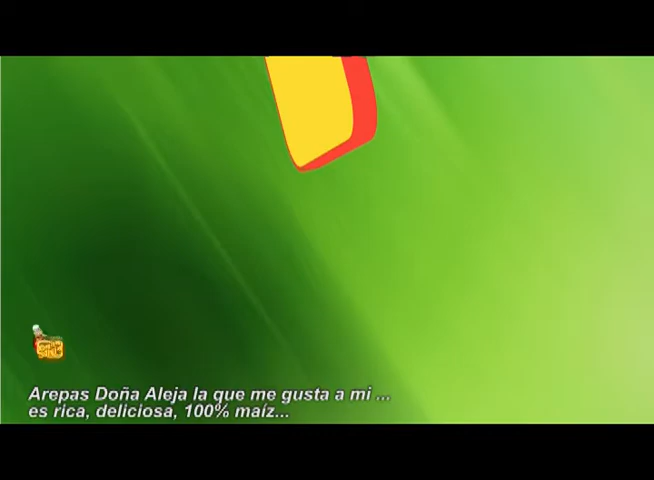 Arepas Doña Aleja la que me gusta a mi ...
es rica, deliciosa, 100% maíz...